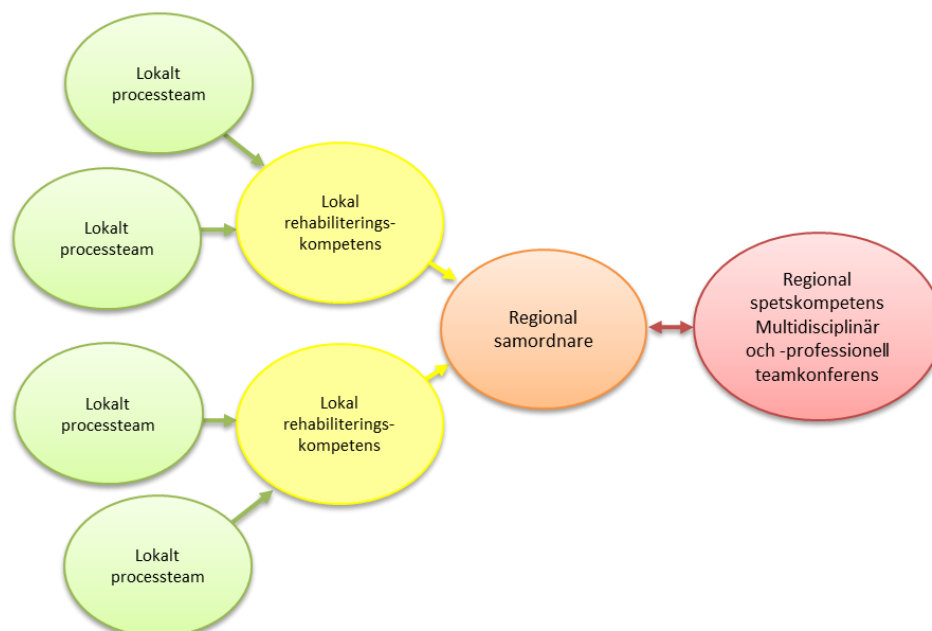 Lokalt
processteam
Lokalt
processteam
Lokal
rehabiliterings-
kompetens
Lokalt
processteam
Lokalt
processteam
Lokal
rehabiliterings-
kompetens
Regional
samordnare
Regional
spetskompetens
Multidisciplinär
och -professionell
teamkonferens